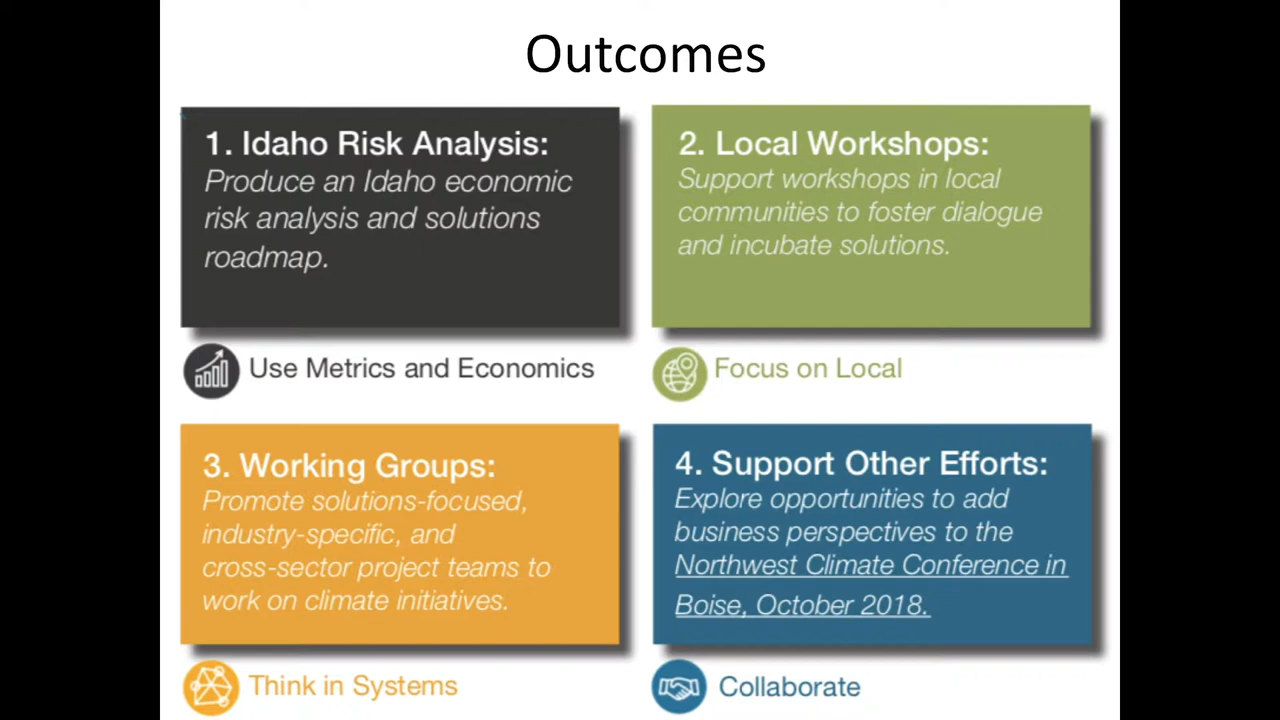 Outcomes
1. Idaho Risk Analysis:
Produce an Idaho economic
risk analysis and solutions
roadmap.
Use Metrics and Economics
2. Local Workshops:
Support workshops in local
communities to foster dialogue
and incubate solutions.
Focus on Local
3. Working Groups:
Promote solutions-focused,
industry-specific, and
cross-sector project teams to
work on climate initiatives.
Think in Systems
4. Support Other Efforts:
Explore opportunities to add
business perspectives to the
Northwest Climate Conference in
Boise, October 2018.
Collaborate